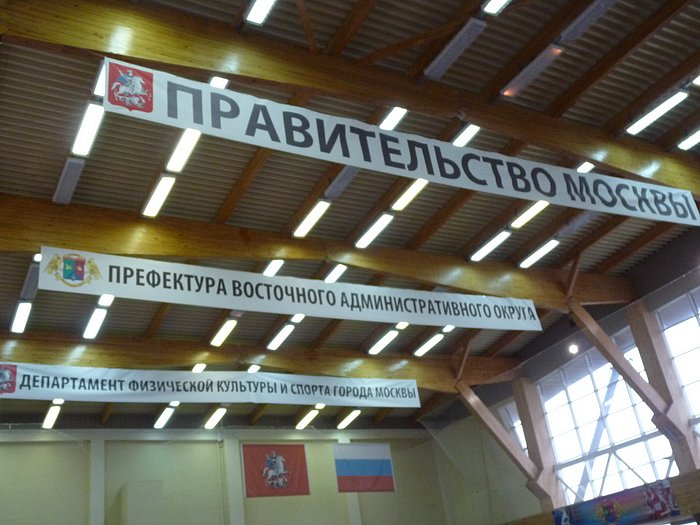 ПРАВИТЕЛЬСТВО МОСКВЫ
ПРЕФЕКТУРА ВОСТОЧНОГО АДМИНИСТРАТИВНОГО ОКРУГА
ДЕПАРТАМЕНТ ФИЗИЧЕСКОЙ КУЛЬТУРЫ И СПОРТА ГОРОДА МОСКВЫ